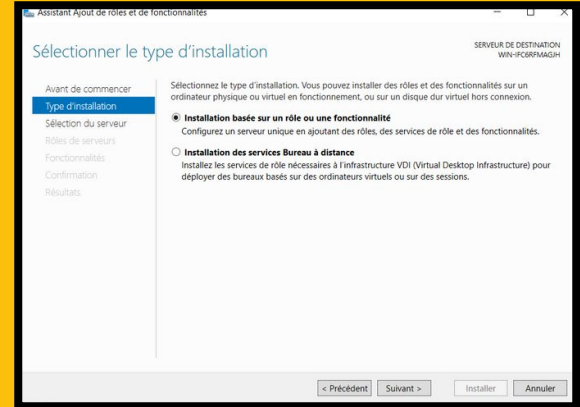 Assistant Ajout de rôles et de fonctionnalités
Sélectionner le type d'installation
SERVEUR DE DESTINATION
WIN-IFC6RFMAGJH
Avant de commencer
Type d'installation
Sélection du serveur
Rôles de serveurs
Fonctionnalités
Confirmation
Résultats
Sélectionnez le type d'installation. Vous pouvez installer des rôles et des fonctionnalités sur un
ordinateur physique ou virtuel en fonctionnement, ou sur un disque dur virtuel hors connexion.
Installation basée sur un rôle ou une fonctionnalité
Configurez un serveur unique en ajoutant des rôles, des services de rôle et des fonctionnalités.
Installation des services Bureau à distance
Installez les services de rôle nécessaires à l'infrastructure VDI (Virtual Desktop Infrastructure) pour
déployer des bureaux basés sur des ordinateurs virtuels ou sur des sessions.
< Précédent
Suivant >
Installer
Annuler